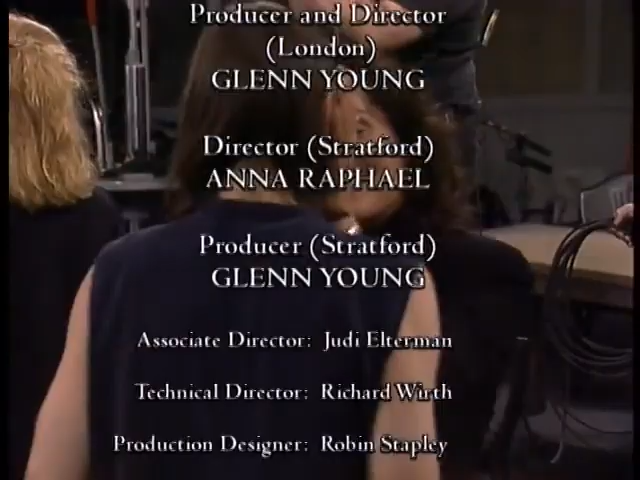 Producer and Director
(London)
GLENN YOUNG
Director (Stratford)
ANNA RAPHAEL
Producer (Stratford)
GLENN YOUNG
Associate Director: Judi Elterman
Technical Director: Richard Wirth
Production Designer: Robin Stapley